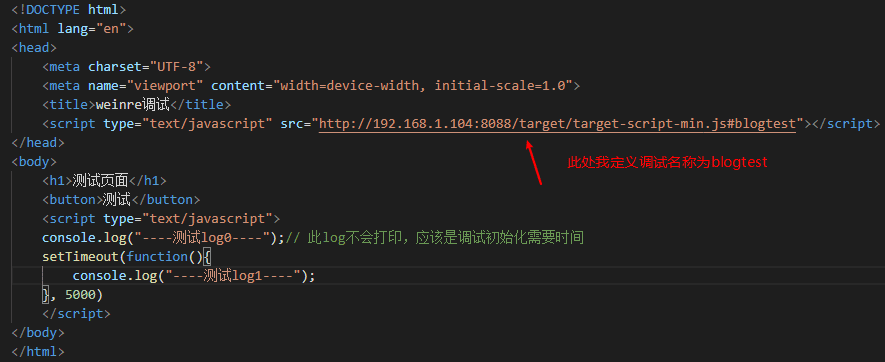 <!DOCTYPE html>
<html lang="en">
<head>
<meta charset="UTF-8">
<meta name="viewport" content="width=device-width, initial-scale=1.0">
<title>weinre调试</title>
<script type="text/javascript" src="http://192.168.1.104:8088/target/target-script-min.js#blogtest"></script>
</head>
<body>
此处我定义调试名称为blogtest
<h1>测试页面</h1>
<button>测试</button>
<script type="text/javascript">
console.log("----测试log0----");// 此log不会打印，应该是调试初始化需要时间
setTimeout(function(){
console.log("----测试log1----");
}, 5000)
</script>
</body>
</html>